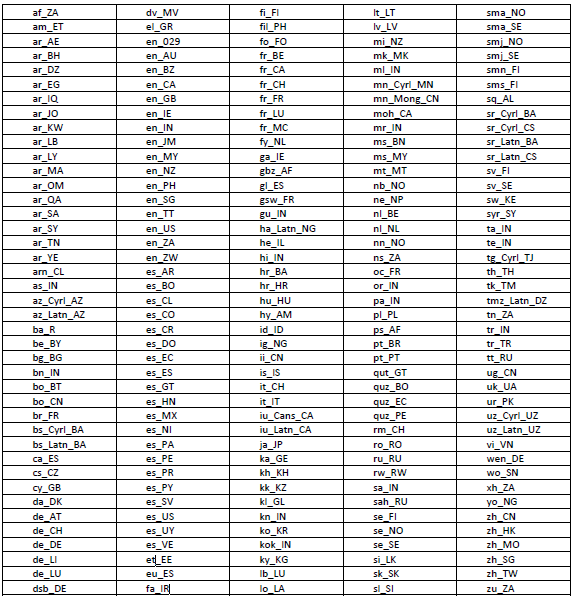 af_ZA dv_MV fi_FI lt_LT sma_NO
am_ET el_GR fil_PH lv_LV sma_SE
ar_AE en_029 fo_FO mi_NZ smj_NO
ar_BH en_AU fr_BE mk_MK smj_SE
ar_DZ en_BZ fr_CA ml_IN smn_FI
ar_EG en_CA fr_CH mn_Cyrl_MN sms_FI
ar_IQ en_GB fr_FR mn_Mong_CN sq_AL
ar_JO en_IE fr_LU moh_CA sr_Cyrl_BA
ar_KW en_IN fr_MC mr_IN sr_Cyrl_CS
ar_LB en_JM fy_NL ms_BN sr_Latn_BA
ar_LY en_MY ga_IE ms_MY sr_Latn_CS
ar_MA en_NZ gbz_AF mt_MT sv_FI
ar_OM en_PH gl_ES nb_NO sv_SE
ar_QA en_SG gsw_FR ne_NP sw_KE
ar_SA en_TT gu_IN nl_BE syr_SY
ar_SY en_US ha_Latn_NG nl_NL ta_IN
ar_TN en_ZA he_IL nn_NO te_IN
ar_YE en_ZW hi_IN ns_ZA tg_Cyrl_TJ
arn_CL es_AR hr_BA oc_FR th_TH
as_IN es_BO hr_HR or_IN tk_TM
az_Cyrl_AZ es_CL hu_HU pa_IN tmz_Latn_DZ
az_Latn_AZ es_CO hy_AM pl_PL tn_ZA
ba_R es_CR id_ID ps_AF tr_IN
be_BY es_DO ig_NG pt_BR tr_TR
bg_BG es_EC ii_CN pt_PT tt_RU
bn_IN es_ES is_IS qut_GT ug_CN
bo_BT es_GT it_CH quz_BO uk_UA
bo_CN es_HN it_IT quz_EC ur_PK
br_FR es_MX iu_Cans_CA quz_PE uz_Cyrl_UZ
bs_Cyrl_BA es_NI iu_Latn_CA rm_CH uz_Latn_UZ
bs_Latn_BA es_PA ja_JP ro_RO vi_VN
ca_ES es_PE ka_GE ru_RU wen_DE
cs_CZ es_PR kh_KH rw_RW wo_SN
cy_GB es_PY kk_KZ sa_IN xh_ZA
da_DK es_SV kl_GL sah_RU yo_NG
de_AT es_US kn_IN se_FI zh_CN
de_CH es_UY ko_KR se_NO zh_HK
de_DE es_VE kok_IN se_SE zh_MO
de_LI et_EE ky_KG si_LK zh_SG
de_LU eu_ES lb_LU sk_SK zh_TW
dsb_DE fa_IR lo_LA sl_SI zu_ZA